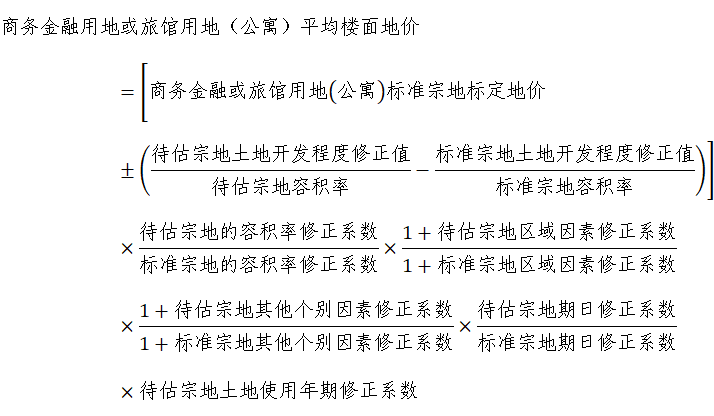 商务金融用地或旅馆用地（公寓）平均楼面地价
=[商务金融或旅馆用地(公寓)标准宗地标定地价
±(待估宗地土地开发程度修正值/待估宗地容积率−标准宗地土地开发程度修正值/标准宗地容积率)]
×待估宗地的容积率修正系数/标准宗地的容积率修正系数×1+待估宗地区域因素修正系数/1+标准宗地区域因素修正系数
×1+待估宗地其他个别因素修正系数/1+标准宗地其他个别因素修正系数×待估宗地期日修正系数/标准宗地期日修正系数
×待估宗地土地使用年期修正系数